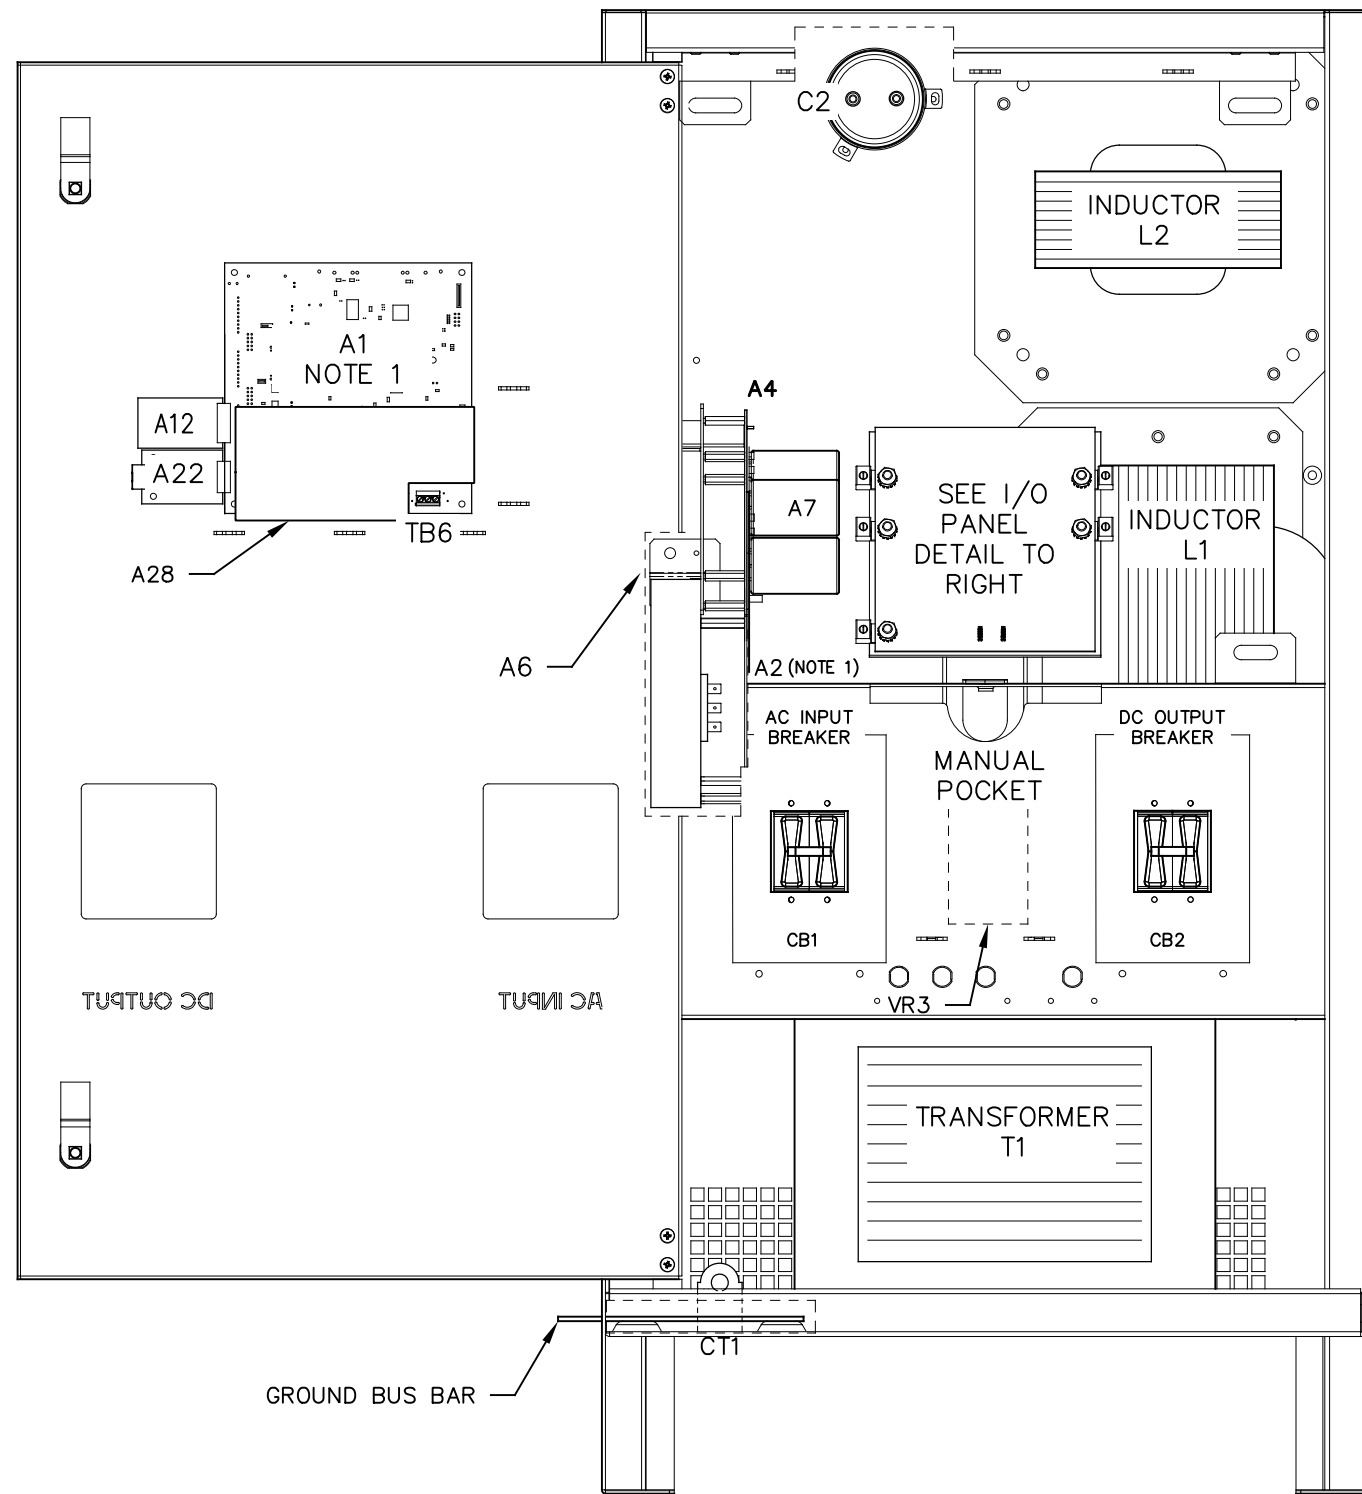 C2
INDUCTOR
L2
A1
NOTE 1
A4
A12
A22
A7
SEE I/O
PANEL
DETAIL TO
RIGHT
INDUCTOR
L1
TB6
A28
A6
A2 (NOTE 1)
AC INPUT
BREAKER
DC OUTPUT
BREAKER
MANUAL
POCKET
CB1
CB2
DC OUTPUT
AC INPUT
VR3
TRANSFORMER
T1
CT1
GROUND BUS BAR